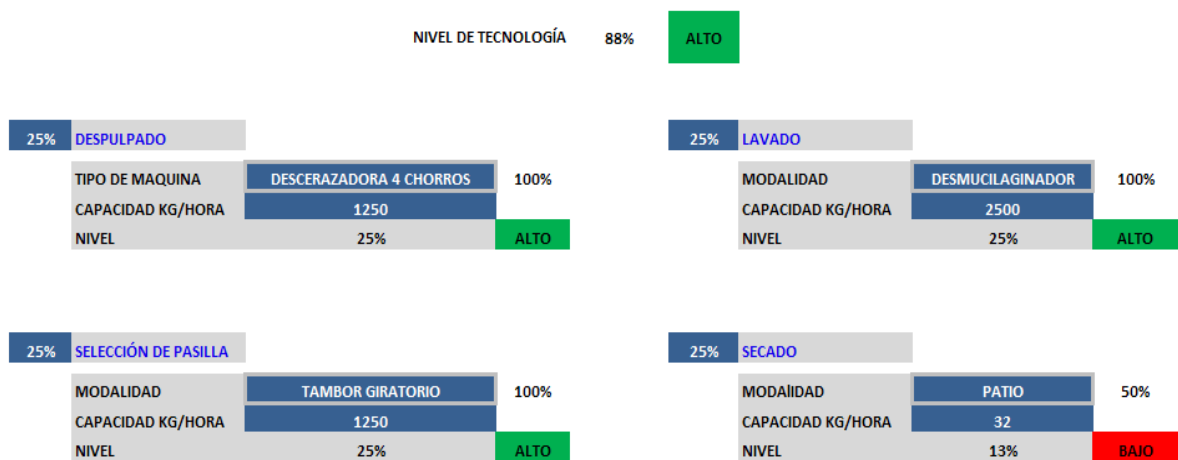 NIVEL DE TECNOLOGÍA 88% ALTO
25% DESPULPADO
TIPO DE MAQUINA DESCERAZADORA 4 CHORROS 100%
CAPACIDAD KG/HORA 1250
NIVEL 25% ALTO
25% LAVADO
MODALIDAD DESMUCILAGINADOR 100%
CAPACIDAD KG/HORA 2500
NIVEL 25% ALTO
25% SELECCIÓN DE PASILLA
MODALIDAD TAMBOR GIRATORIO 100%
CAPACIDAD KG/HORA 1250
NIVEL 25% ALTO
25% SECADO
MODAlIDAD PATIO 50%
CAPACIDAD KG/HORA 32
NIVEL 13% BAJO